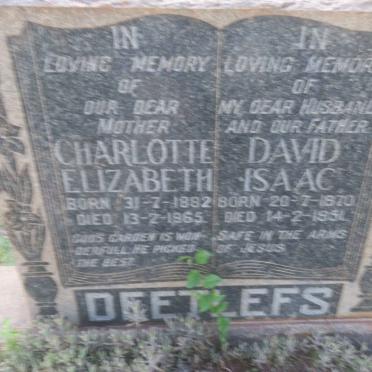 IN
LOVING MEMORY
OF
OUR DEAR
MOTHER
CHARLOTTE
ELIZABETH
BORN 31-7-1882
DIED 13-2-1965
GODS GARDEN IS WON-
DERFULL HE PICKED
THE BEST
IN
LOVING MEMORY
OF
MY DEAR HUSBAND
AND OUR FATHER
DAVID
ISAAC
BORN 20-7-1870
DIED 14-2-1951.
SAFE IN THE ARMS
OF JESUS
DEETLEFS